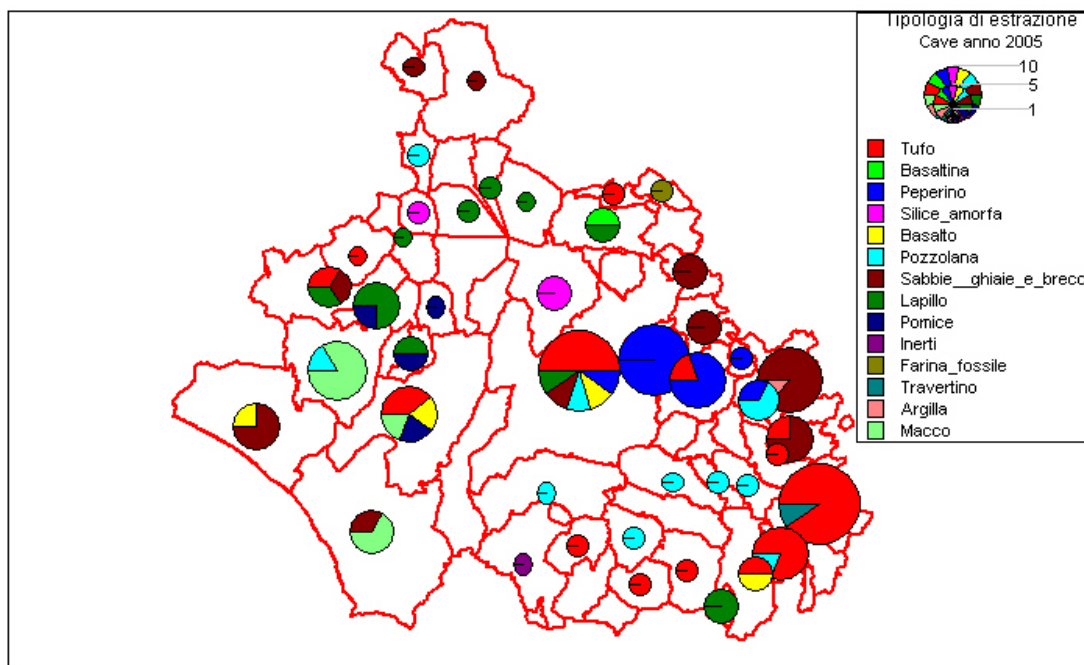 Tipologia di estrazione
Cave anno 2005
10
5
1
Tufo
Basaltina
Peperino
Silice_amorfa
Basalto
Pozzolana
Sabbie__ghiaie_e_brecc
Lapillo
Pomice
Inerti
Farina_fossile
Travertino
Argilla
Macco